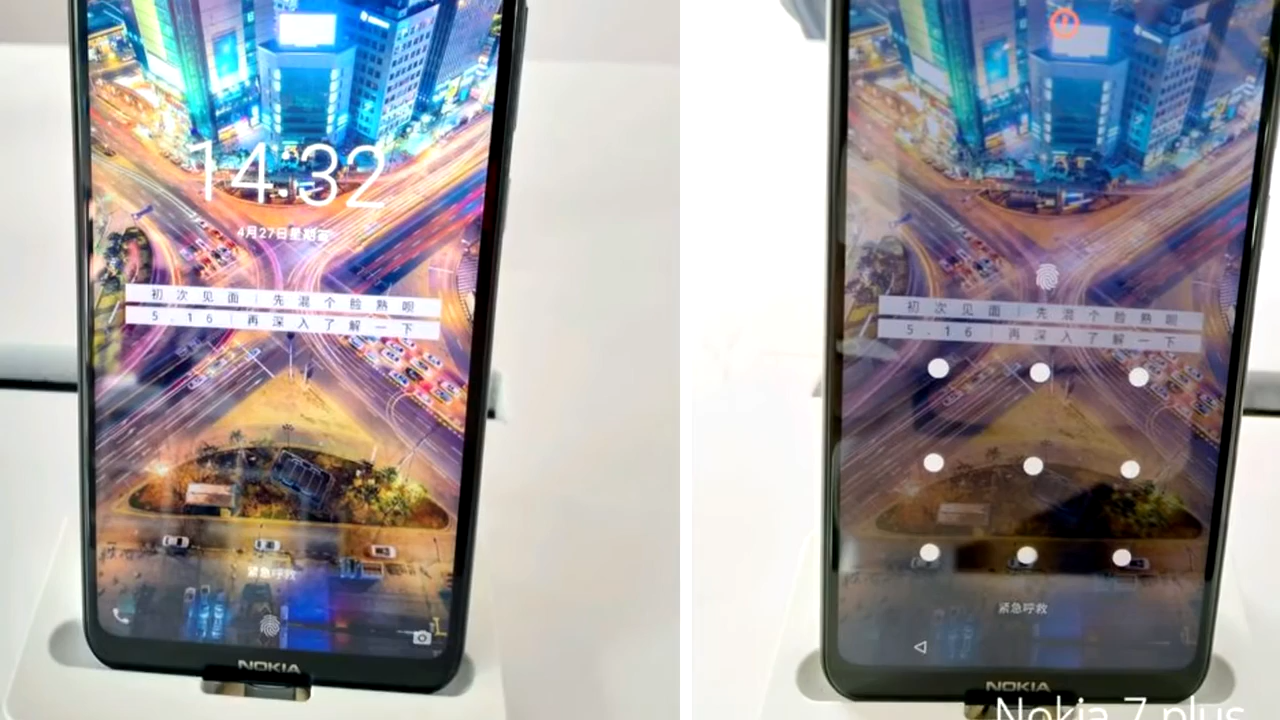 14:32
4月27日星期五
初次见面|先混个脸熟呗
5.16|再深入了解一下
紧急呼救
NOKIA
初次见面|先混个脸熟呗
5.16|再深入了解一下
紧急呼救
NOKIA
Nokia 7 plus